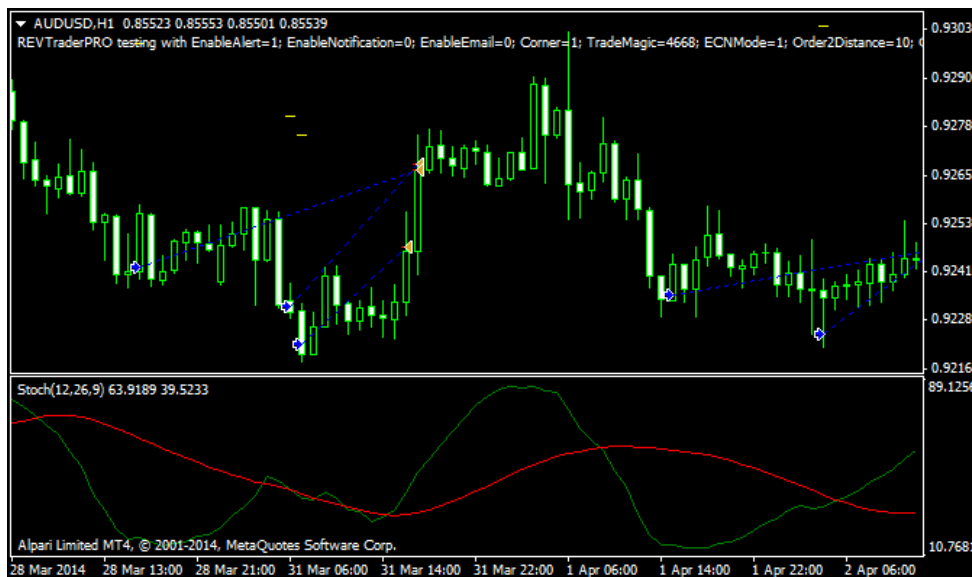 AUDUSD,H1 0.85523 0.85553 0.85501 0.85539
REVTraderPRO testing with EnableAlert=1; EnableNotification=0; EnableEmail=0; Corner=1; TradeMagic=4668; ECNMode=1; Order2Distance=10;
0.9303
0.9290
0.9278
0.9265
0.9253
0.9241
0.9228
0.9216
Stoch(12,26,9) 63.9189 39.5233
89.1256
10.7681
Alpari Limited MT4, © 2001-2014, MetaQuotes Software Corp.
28 Mar 2014 28 Mar 13:00 28 Mar 21:00 31 Mar 06:00 31 Mar 14:00 31 Mar 22:00 1 Apr 06:00 1 Apr 14:00 1 Apr 22:00 2 Apr 06:00